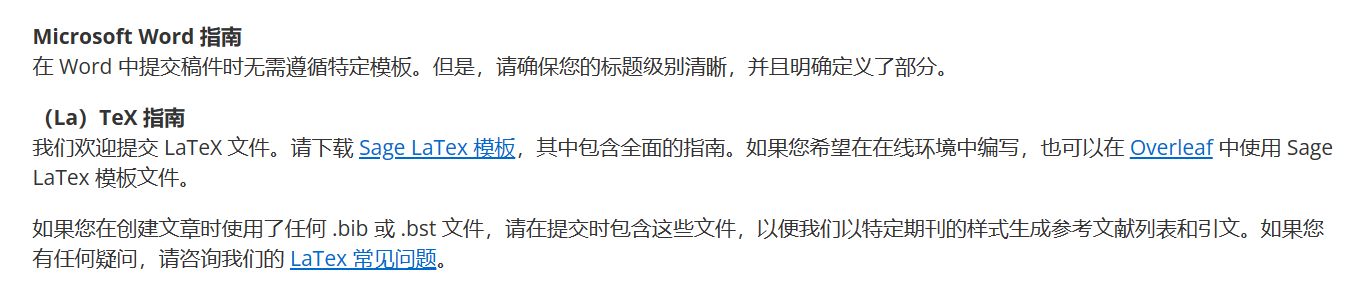 Microsoft Word 指南
在 Word 中提交稿件时无需遵循特定模板。但是，请确保您的标题级别清晰，并且明确定义了部分。
（La）TeX 指南
我们欢迎提交 LaTeX 文件。请下载 Sage LaTex 模板，其中包含全面的指南。如果您希望在在线环境中编写，也可以在 Overleaf 中使用 Sage
LaTex 模板文件。
如果您在创建文章时使用了任何 .bib 或 .bst 文件，请在提交时包含这些文件，以便我们以特定期刊的样式生成参考文献列表和引文。如果您
有任何疑问，请咨询我们的 LaTex 常见问题。